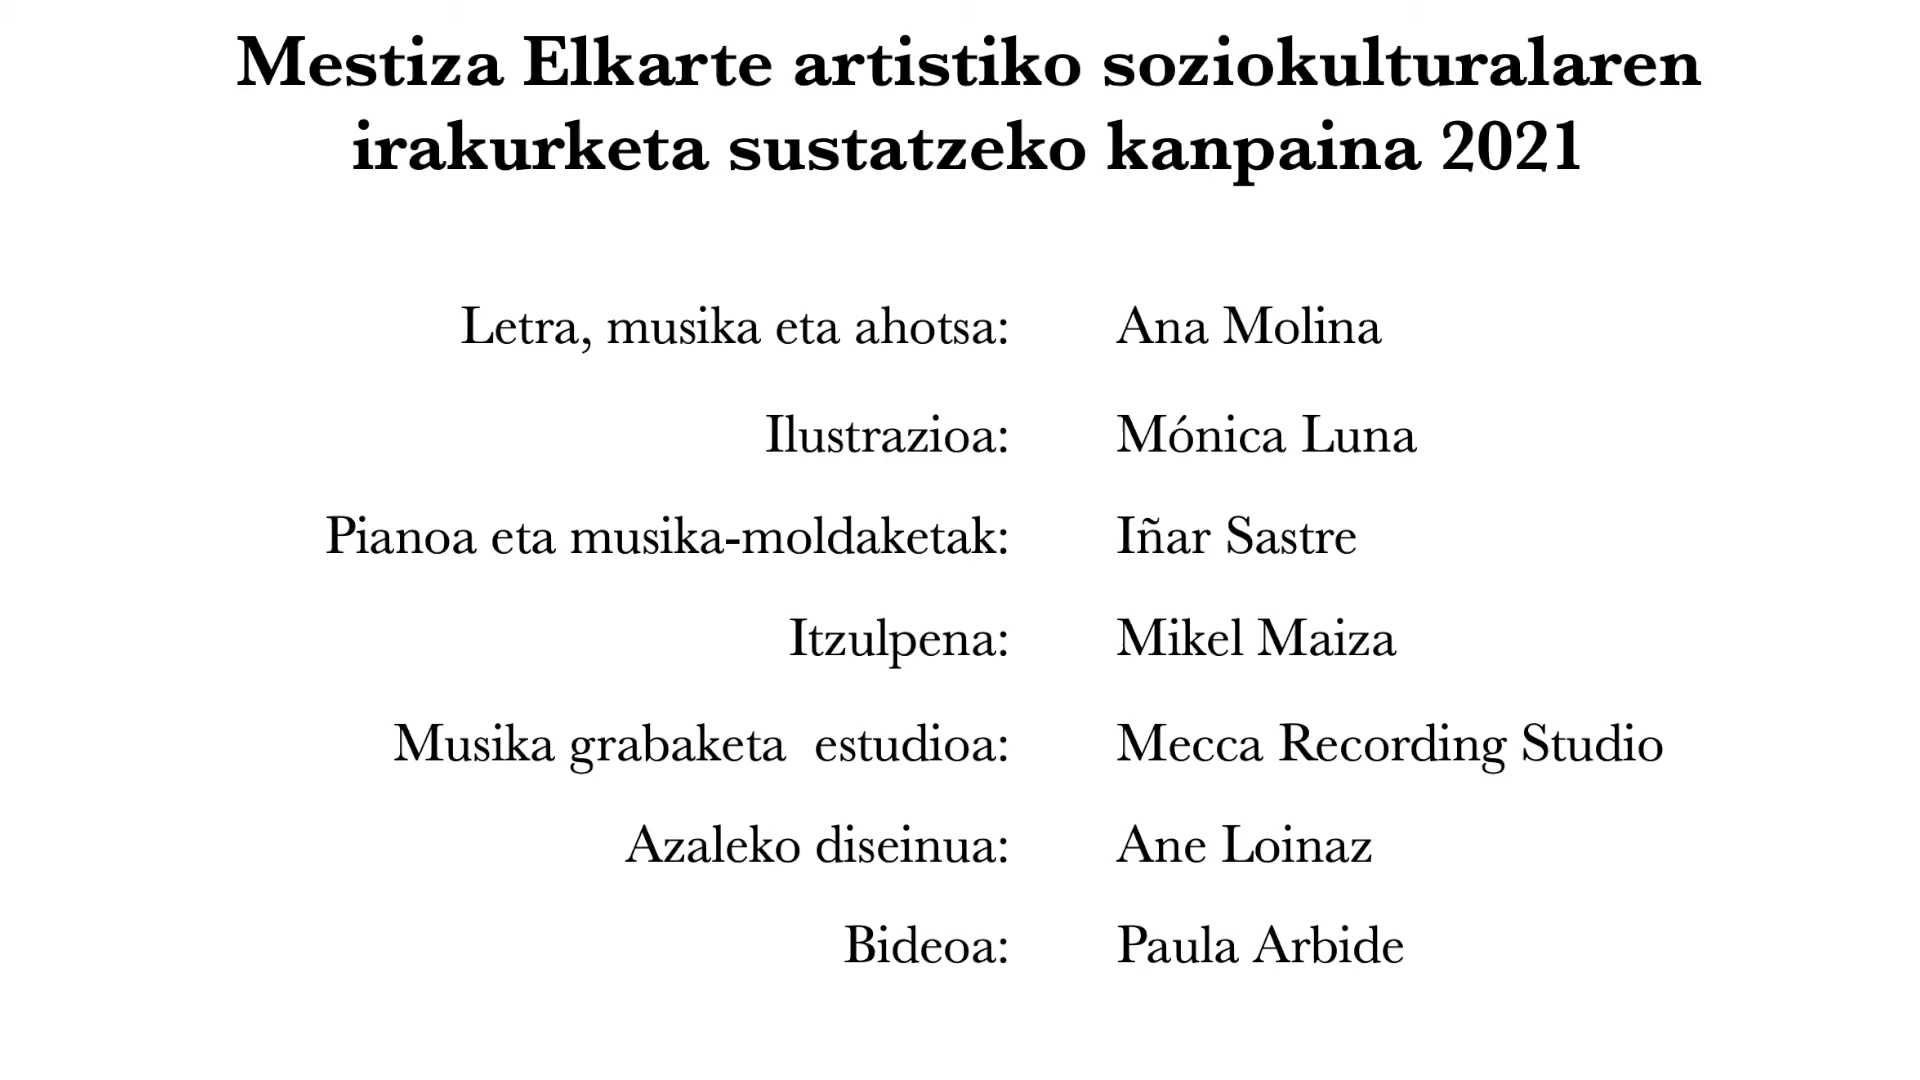 Mestiza Elkarte artistiko soziokulturalaren
irakurketa sustatzeko kanpaina 2021
Letra, musika eta ahotsa: Ana Molina
Ilustrazioa: Mónica Luna
Pianoa eta musika-moldaketak: Iñar Sastre
Itzulpena: Mikel Maiza
Musika grabaketa  estudioa: Mecca Recording Studio
Azaleko diseinua: Ane Loinaz
Bideoa: Paula Arbide